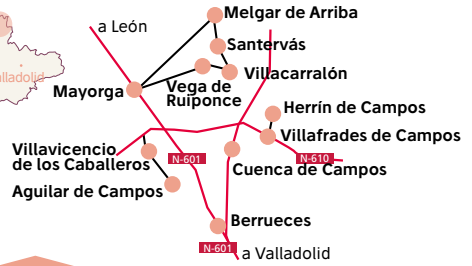 a León
Melgar de Arriba
Santervás
Villacarralón
alladolid
Mayorga
Vega de
Ruiponce
Herrín de Campos
Villafrades de Campos
Villavicencio
de los Caballeros
N-601
N-610
Cuenca de Campos
Aguilar de Campos
Berrueces
N-601
a Valladolid